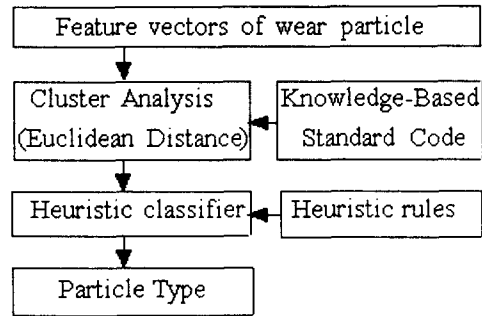 Feature vectors of wear particle
Cluster Analysis
(Euclidean Distance)
Knowledge-Based
Standard Code
Heuristic classifier
Heuristic rules
Particle Type